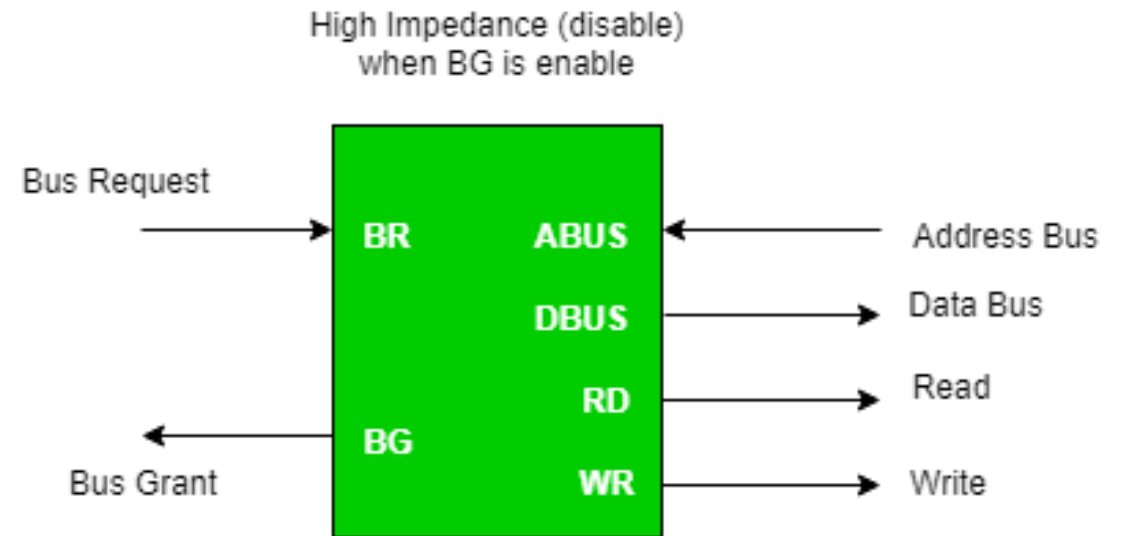 High Impedance (disable)
when BG is enable
Bus Request
BR
ABUS
Address Bus
DBUS
Data Bus
RD
Read
BG
Bus Grant
WR
Write